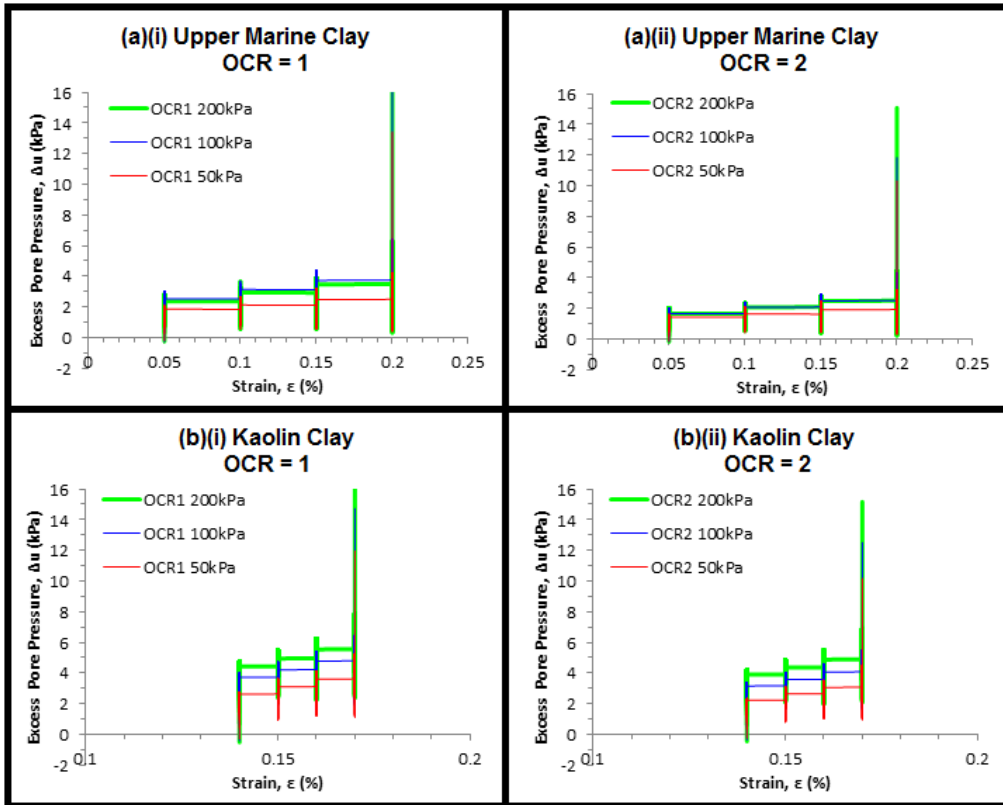 (a)(i) Upper Marine Clay
OCR = 1
OCR1 200kPa
OCR1 100kPa
OCR1 50kPa
Excess Pore Pressure, Δu (kPa)
16
14
12
10
8
6
4
2
0
-2
0
0.05
0.1
0.15
0.2
0.25
Strain, ε (%)
(a)(ii) Upper Marine Clay
OCR = 2
OCR2 200kPa
OCR2 100kPa
OCR2 50kPa
Excess Pore Pressure, Δu (kPa)
16
14
12
10
8
6
4
2
0
-2
0
0.05
0.1
0.15
0.2
0.25
Strain, ε (%)
(b)(i) Kaolin Clay
OCR = 1
OCR1 200kPa
OCR1 100kPa
OCR1 50kPa
Excess Pore Pressure, Δu (kPa)
16
14
12
10
8
6
4
2
0
-2
0.1
0.15
0.2
Strain, ε (%)
(b)(ii) Kaolin Clay
OCR = 2
OCR2 200kPa
OCR2 100kPa
OCR2 50kPa
Excess Pore Pressure, Δu (kPa)
16
14
12
10
8
6
4
2
0
-2
0.1
0.15
0.2
Strain, ε (%)